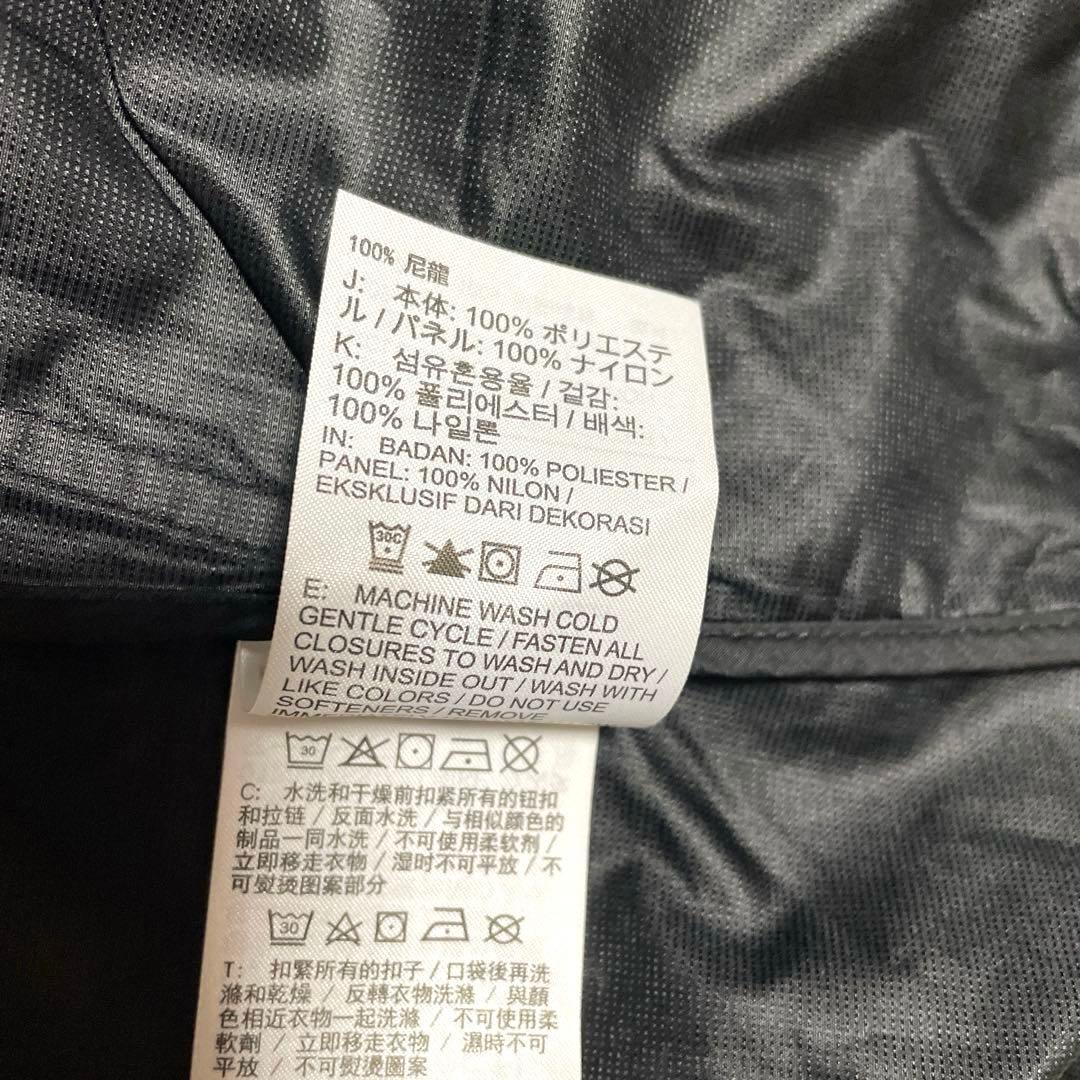 100% 尼龍
J: 本体: 100% ポリエステ
ル / パネル: 100% ナイロン
K: 섬유혼용율 / 겉감:
100% 폴리에스터 / 배색:
100% 나일론
IN: BADAN: 100% POLIESTER /
PANEL: 100% NILON /
EKSKLUSIF DARI DEKORASI
30C
E: MACHINE WASH COLD
GENTLE CYCLE / FASTEN ALL
CLOSURES TO WASH AND DRY /
WASH INSIDE OUT / WASH WITH
LIKE COLORS / DO NOT USE
SOFTENERS / REMOVE
30
C: 水洗和干燥前扣紧所有的钮扣
和拉链 / 反面水洗 / 与相似颜色的
制品一同水洗 / 不可使用柔软剂 /
立即移走衣物 / 湿时不可平放 / 不
可熨烫图案部分
30
T: 扣緊所有的扣子 / 口袋後再洗
滌和乾燥 / 反轉衣物洗滌 / 與顏
色相近衣物一起洗滌 / 不可使用柔
軟劑 / 立即移走衣物 / 濕時不可
平放 / 不可熨燙圖案